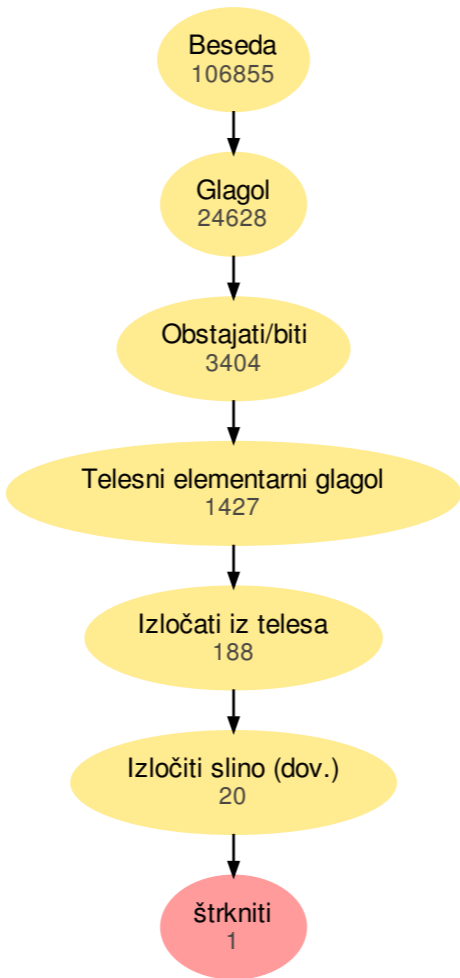 Beseda
106855
Glagol
24628
Obstajati/biti
3404
Telesni elementarni glagol
1427
Izločati iz telesa
188
Izločiti slino (dov.)
20
štrkniti
1